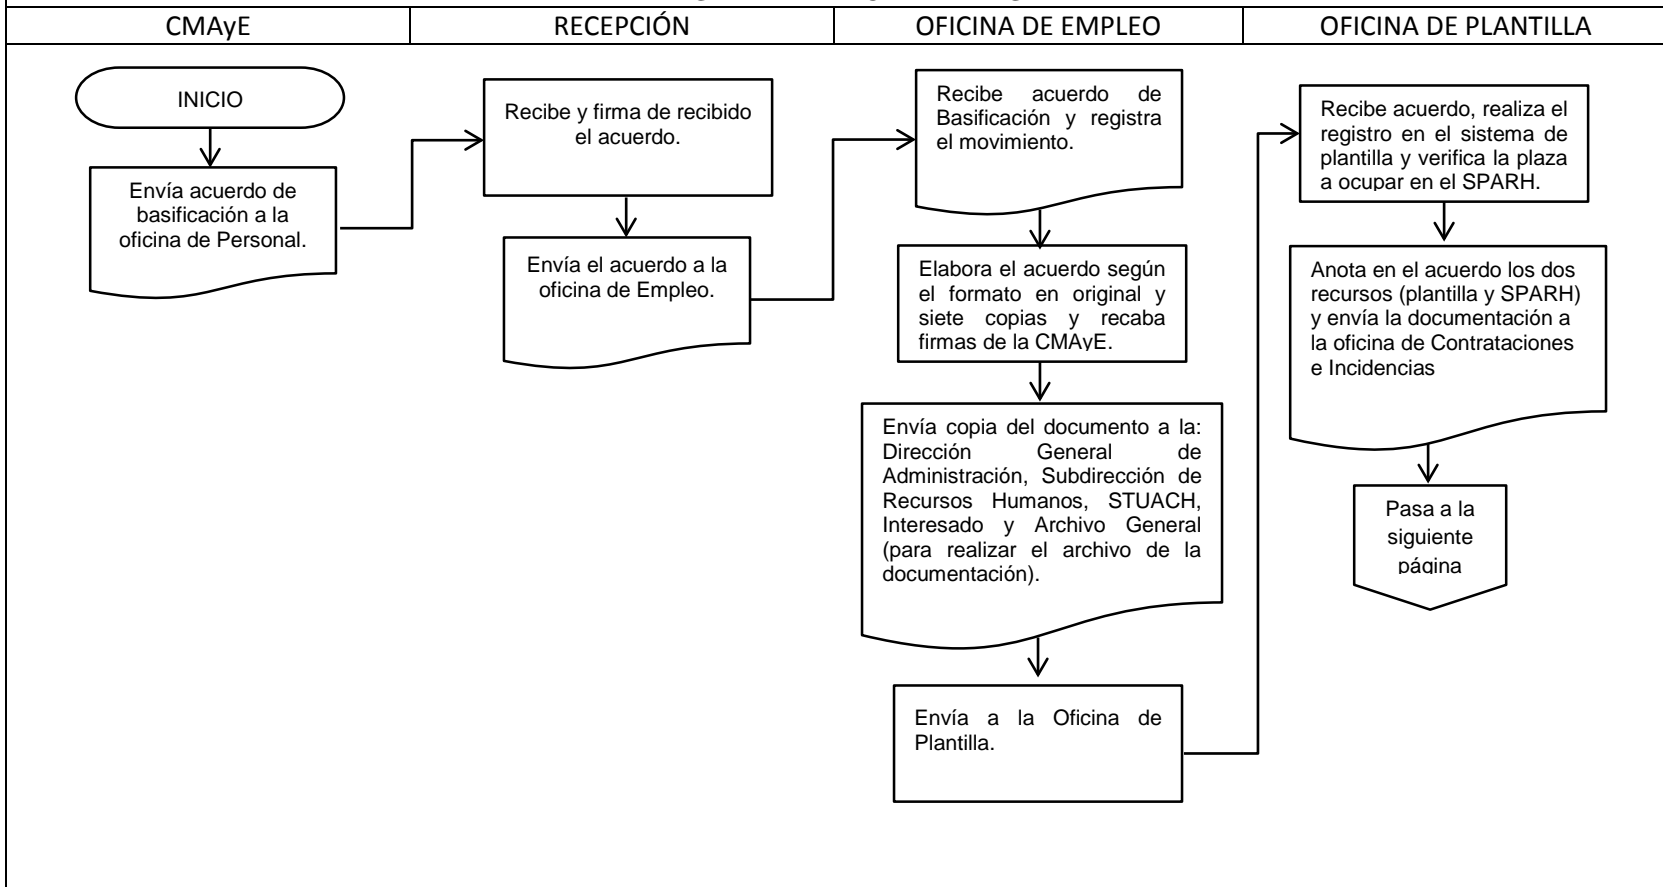 CMAyE
RECEPCIÓN
OFICINA DE EMPLEO
OFICINA DE PLANTILLA
INICIO
Envía acuerdo de
basificación a la
oficina de Personal.
Recibe y firma de recibido
el acuerdo.
Envía el acuerdo a la
oficina de Empleo.
Recibe acuerdo de
Basificación y registra
el movimiento.
Elabora el acuerdo según
el formato en original y
siete copias y recaba
firmas de la CMAyE.
Envía copia del documento a la:
Dirección General de
Administración, Subdirección de
Recursos Humanos, STUACH,
Interesado y Archivo General
(para realizar el archivo de la
documentación).
Envía a la Oficina de
Plantilla.
Recibe acuerdo, realiza el
registro en el sistema de
plantilla y verifica la plaza
a ocupar en el SPARH.
Anota en el acuerdo los dos
recursos (plantilla y SPARH)
y envía la documentación a
la oficina de Contrataciones
e Incidencias
Pasa a la
siguiente
página